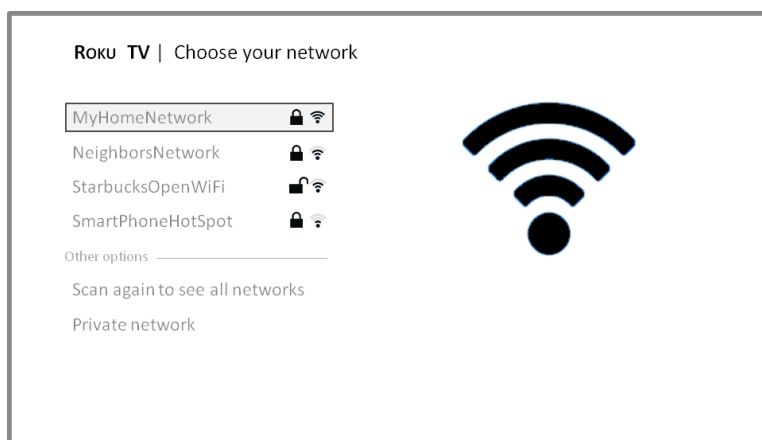 ROKU TV | Choose your network
MyHomeNetwork
NeighborsNetwork
StarbucksOpenWiFi
SmartPhoneHotSpot
Other options
Scan again to see all networks
Private network